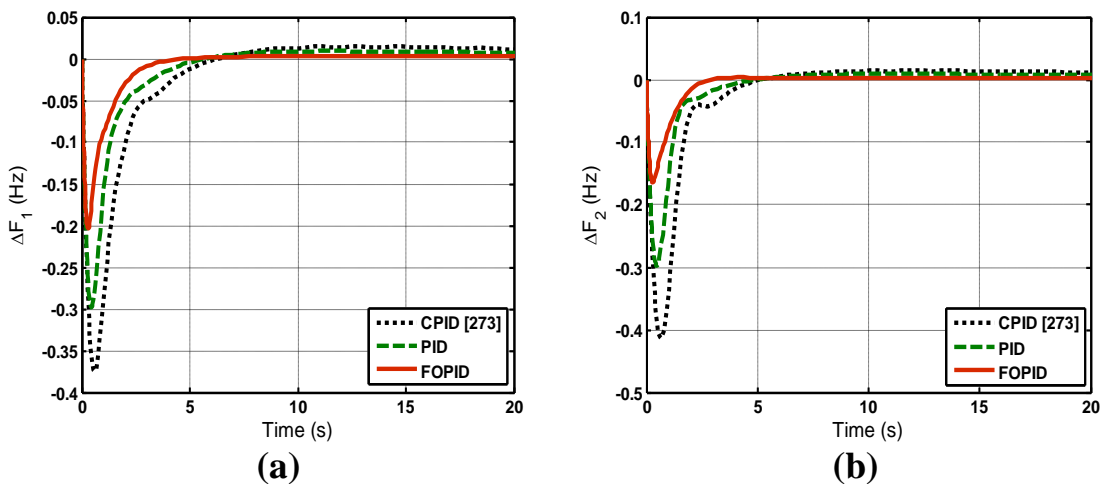 0.05
0
-0.05
-0.1
-0.15
-0.2
-0.25
-0.3
-0.35
-0.4
ΔF1 (Hz)
0 5 10 15 20
Time (s)
CPID [273]
PID
FOPID
(a)
0.1
0
-0.1
-0.2
-0.3
-0.4
-0.5
ΔF2 (Hz)
0 5 10 15 20
Time (s)
CPID [273]
PID
FOPID
(b)